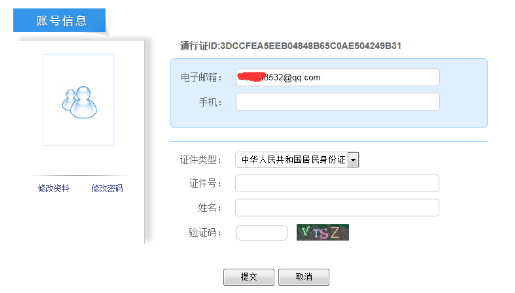 账号信息
通行证ID:3DCCFEA5EEB04848B65C0AE504249B31
电子邮箱： 8532@qq.com
手机：
证件类型： 中华人民共和国居民身份证
证件号：
修改资料 修改密码
姓名：
验证码： VTSZ
提交 取消